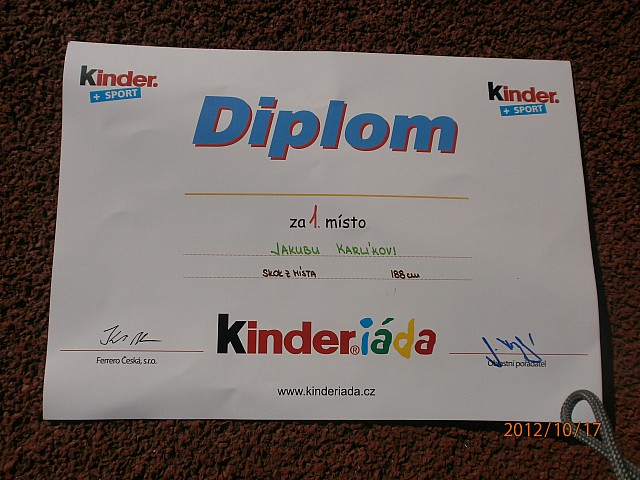 Kinder.
+ SPORT
Kinder.
+ SPORT
Diplom
za 1. místo
JAKUBU KARLÍKOVI
SKOK Z MÍSTA 188 cm
Kinder®iáda
Ferrero Česká, s.r.o.
Oblastní pořadatel
www.kinderiada.cz
2012/10/17